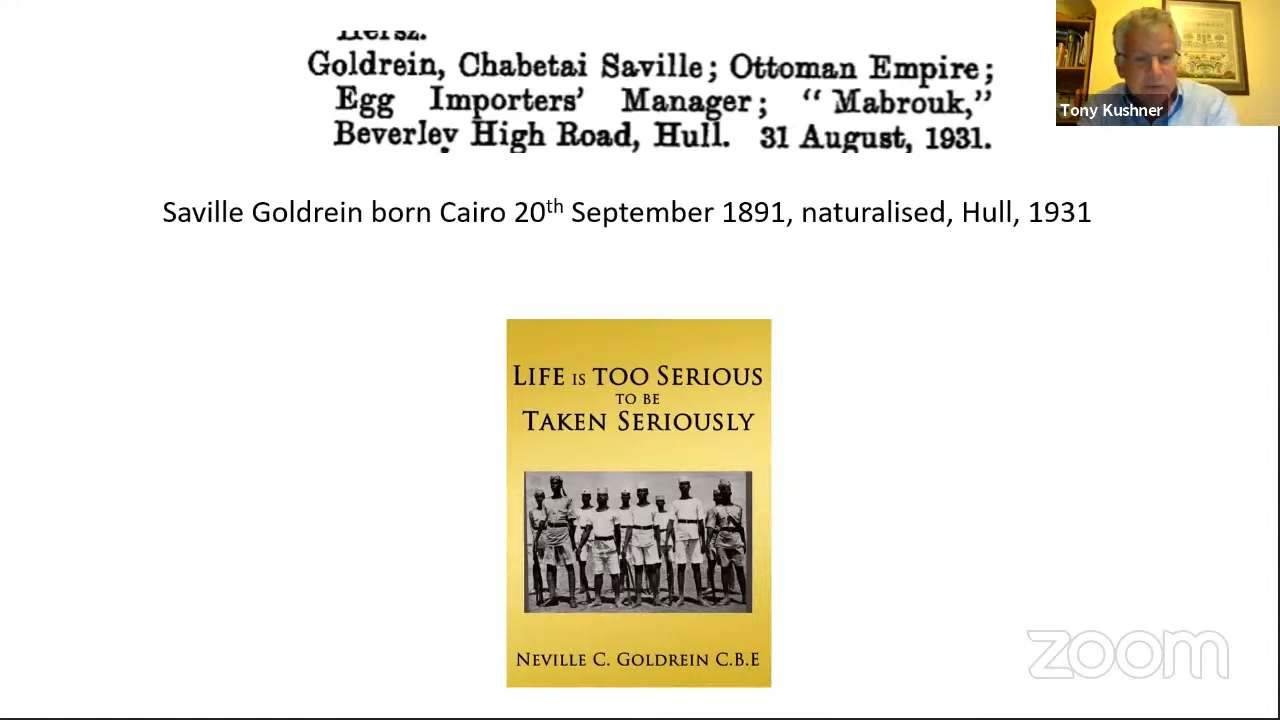 Goldrein, Chabetai Saville; Ottoman Empire;
Egg Importers' Manager; "Mabrouk,"
Beverley High Road, Hull. 31 August, 1931.
Tony Kushner
Saville Goldrein born Cairo 20th September 1891, naturalised, Hull, 1931
LIFE IS TOO SERIOUS
TO BE
TAKEN SERIOUSLY
NEVILLE C. GOLDREIN C.B.E
zoom